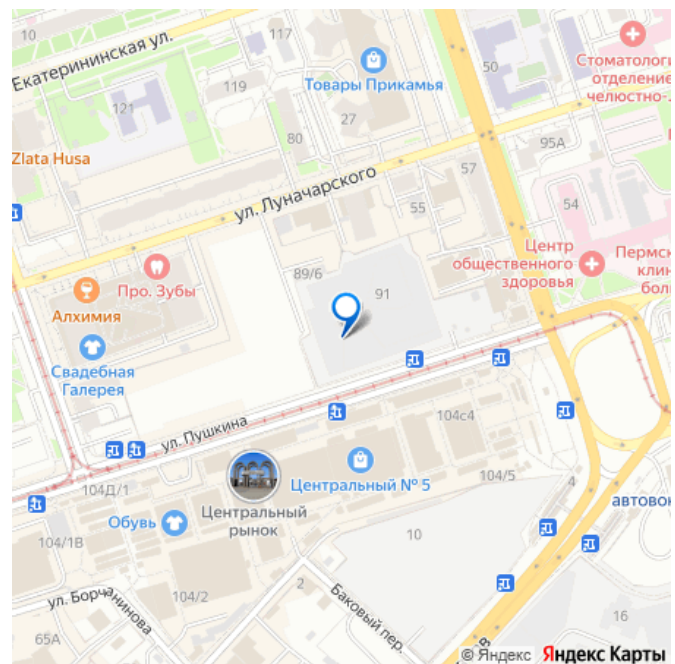 10
117
Екатерининская ул.
119
121
Товары Прикамья
50
Стоматологи
отделение
челюстно-
27
80
95А
Zlata Husa
57
ул. Луначарского
55
54
Центр
общественного
здоровья
Пермск
клин
бол
89/6
91
Про. Зубы
Алхимия
Свадебная
Галерея
ул. Пушкина
104с4
104/5
4
104Д/1
Центральный № 5
автовок
Обувь
Центральный
рынок
104/1В
10
104/2
2
ул. Борчанинова
Баковый пер.
65А
16
В
© Яндекс Яндекс Карты